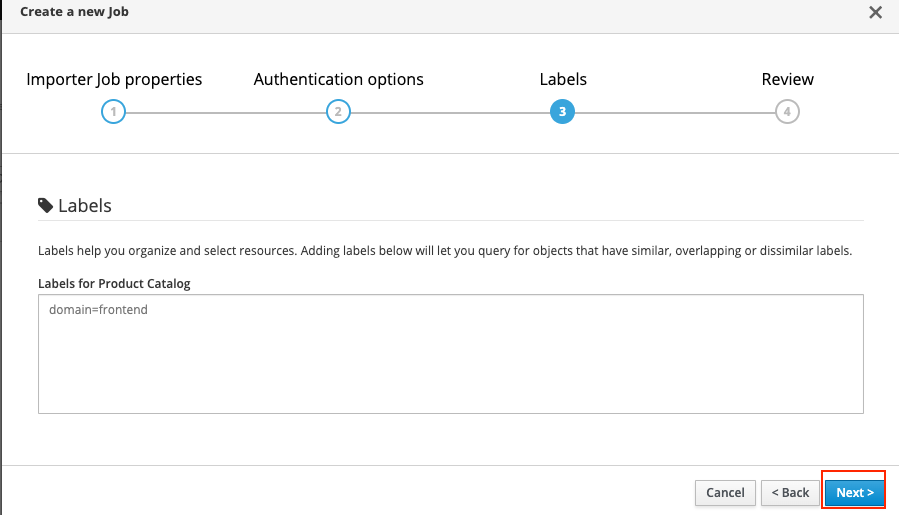 Create a new Job
Importer Job properties
Authentication options
Labels
Review
1
2
3
4
Labels
Labels help you organize and select resources. Adding labels below will let you query for objects that have similar, overlapping or dissimilar labels.
Labels for Product Catalog
domain=frontend
Cancel
< Back
Next >